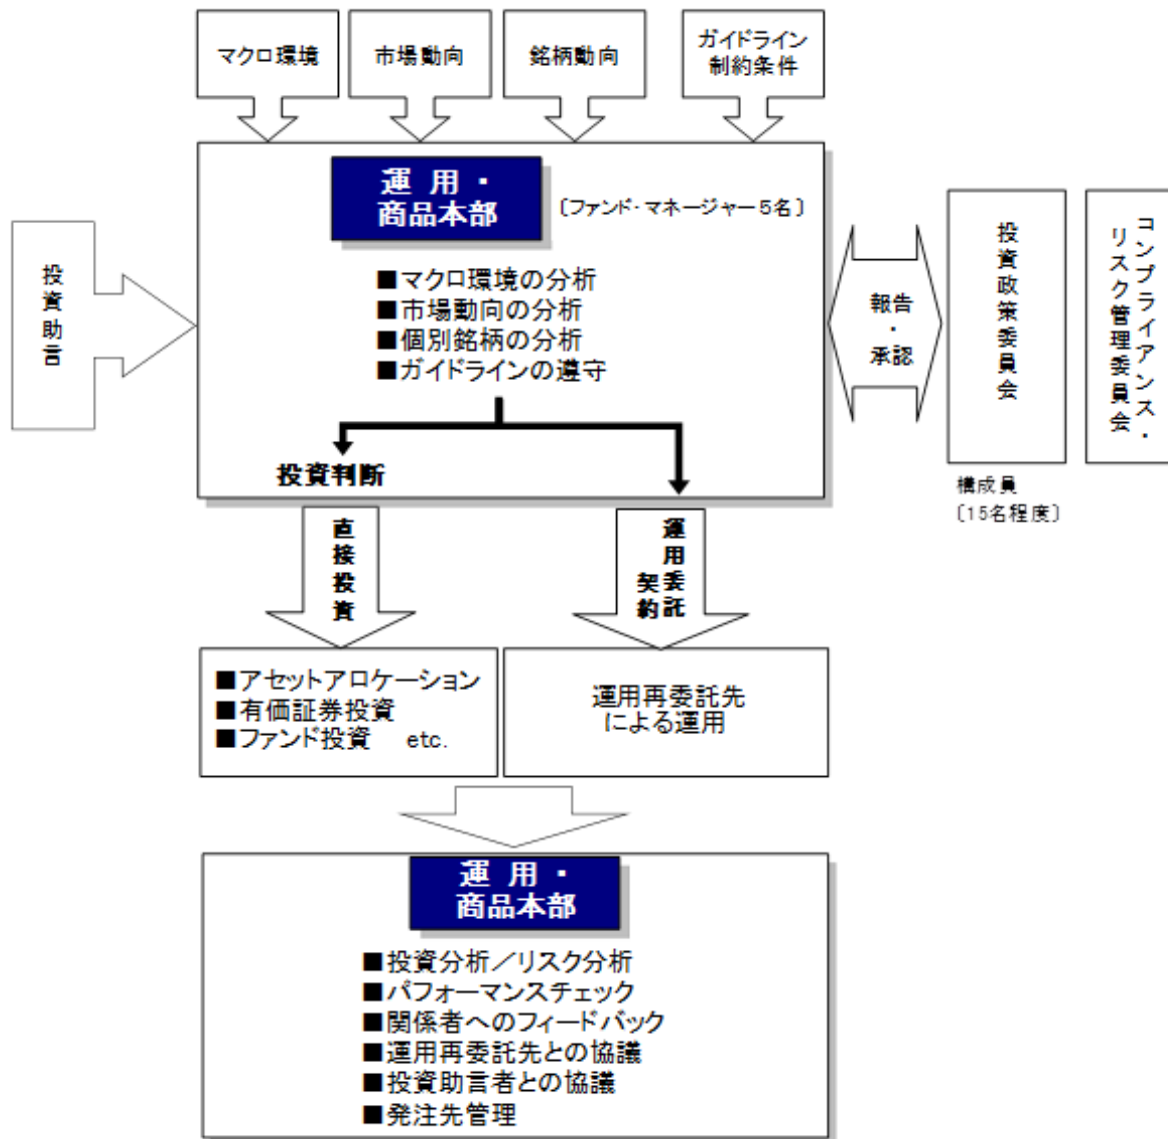 マクロ環境
市場動向
銘柄動向
ガイドライン
制約条件
運 用 ・
商品本部
〔ファンド・マネージャー5名〕
■マクロ環境の分析
■市場動向の分析
■個別銘柄の分析
■ガイドラインの遵守
投資助言
報告
・
承認
投資政策委員会
コンプライアンス・
リスク管理委員会
構成員
〔15名程度〕
投資判断
直接投資
運用委託
契約
■アセットアロケーション
■有価証券投資
■ファンド投資 etc.
運用再委託先
による運用
運 用 ・
商品本部
■投資分析／リスク分析
■パフォーマンスチェック
■関係者へのフィードバック
■運用再委託先との協議
■投資助言者との協議
■発注先管理